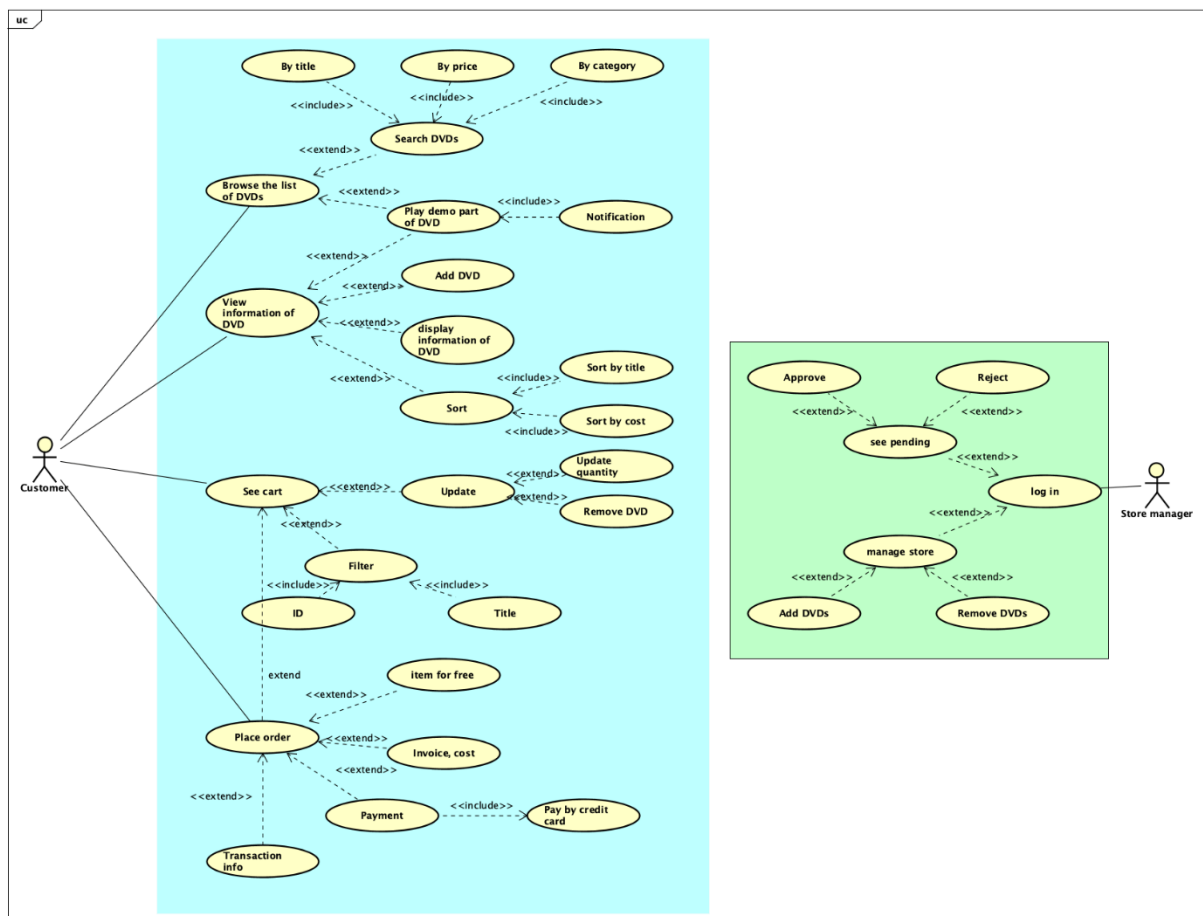 uc
By title
By price
By category
<<include>>
<<include>>
<<include>>
Search DVDs
<<extend>>
Browse the list
of DVDs
<<extend>>
Play demo part
of DVD
<<include>>
Notification
<<extend>>
Add DVD
View
information of
DVD
<<extend>>
<<extend>>
display
information of
DVD
<<extend>>
Sort
<<include>>
Sort by title
<<include>>
Sort by cost
Customer
See cart
<<extend>>
Update
<<extend>>
Update
quantity
<<extend>>
Remove DVD
<<extend>>
Filter
<<include>>
<<include>>
ID
Title
extend
item for free
<<extend>>
Place order
<<extend>>
Invoice, cost
<<extend>>
<<extend>>
Payment
<<include>>
Pay by credit
card
Transaction
info
Approve
Reject
<<extend>>
<<extend>>
see pending
<<extend>>
log in
Store manager
<<extend>>
manage store
<<extend>>
<<extend>>
Add DVDs
Remove DVDs